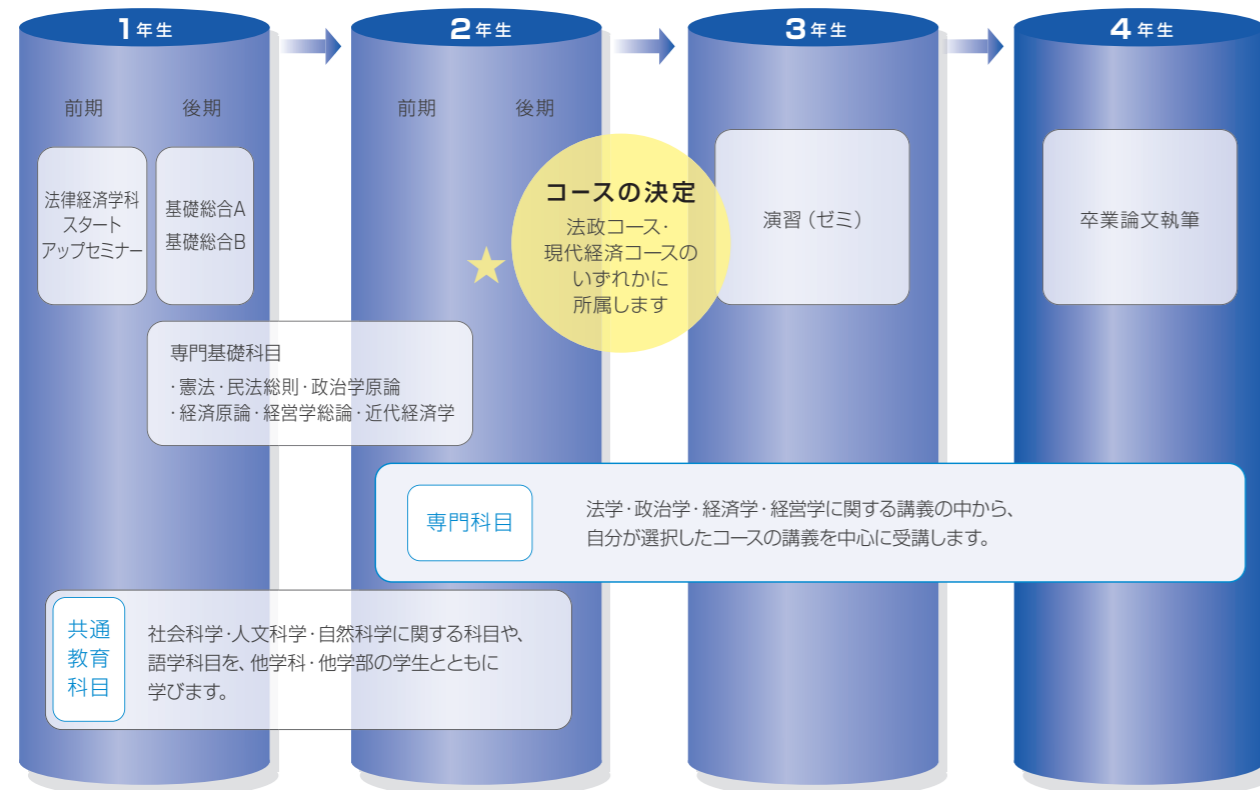 1年生
2年生
3年生
4年生
前期
後期
前期
後期
法律経済学科
スタート
アップセミナー
基礎総合A
基礎総合B
コースの決定
法政コース・
現代経済コースの
いずれかに
所属します
演習（ゼミ）
卒業論文執筆
専門基礎科目
・憲法・民法総則・政治学原論
・経済原論・経営学総論・近代経済学
専門科目
法学・政治学・経済学・経営学に関する講義の中から、
自分が選択したコースの講義を中心に受講します。
共通
教育
科目
社会科学・人文科学・自然科学に関する科目や、
語学科目を、他学科・他学部の学生とともに
学びます。